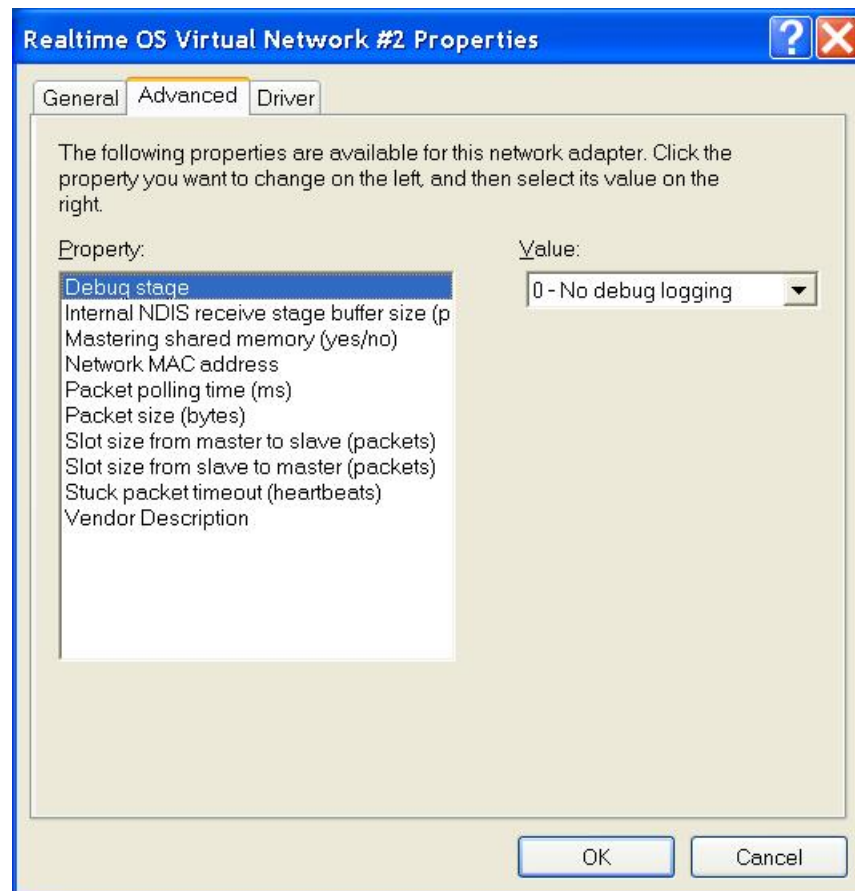 Realtime OS Virtual Network #2 Properties
General Advanced Driver
The following properties are available for this network adapter. Click the
property you want to change on the left, and then select its value on the
right.
Property:
Value:
Debug stage
0 - No debug logging
Internal NDIS receive stage buffer size (p
Mastering shared memory (yes/no)
Network MAC address
Packet polling time (ms)
Packet size (bytes)
Slot size from master to slave (packets)
Slot size from slave to master (packets)
Stuck packet timeout (heartbeats)
Vendor Description
OK
Cancel